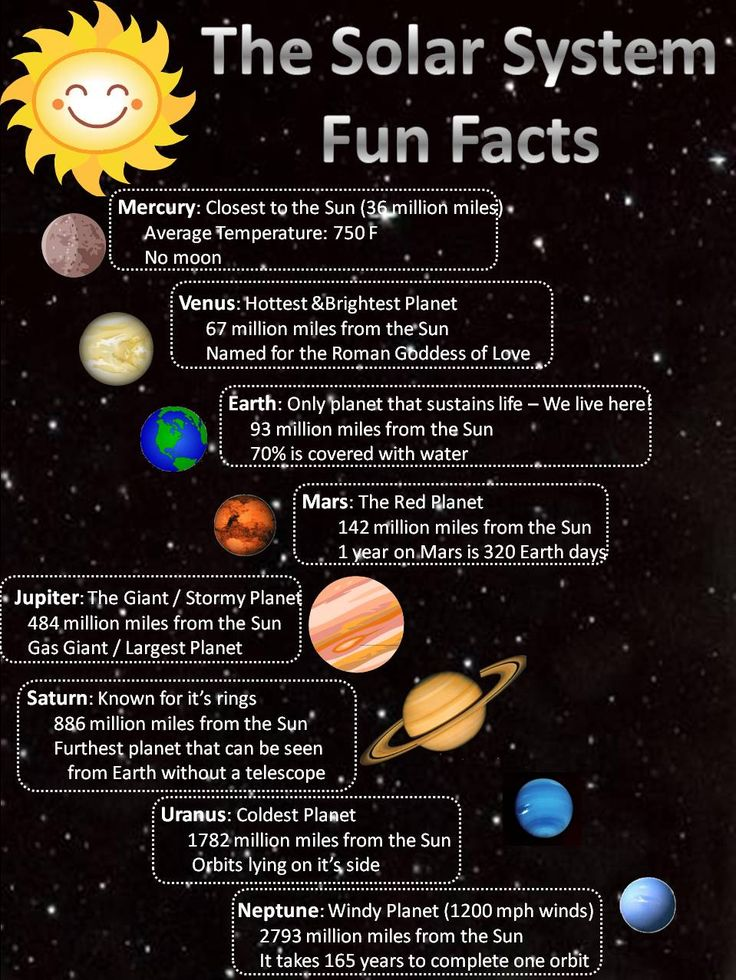 The Solar System
Fun Facts
Mercury: Closest to the Sun (36 million miles)
Average Temperature: 750 F
No moon
Venus: Hottest &Brightest Planet
67 million miles from the Sun
Named for the Roman Goddess of Love
Earth: Only planet that sustains life – We live here!
93 million miles from the Sun
70% is covered with water
Mars: The Red Planet
142 million miles from the Sun
1 year on Mars is 320 Earth days
Jupiter: The Giant / Stormy Planet
484 million miles from the Sun
Gas Giant / Largest Planet
Saturn: Known for it's rings
886 million miles from the Sun
Furthest planet that can be seen
from Earth without a telescope
Uranus: Coldest Planet
1782 million miles from the Sun
Orbits lying on it's side
Neptune: Windy Planet (1200 mph winds)
2793 million miles from the Sun
It takes 165 years to complete one orbit